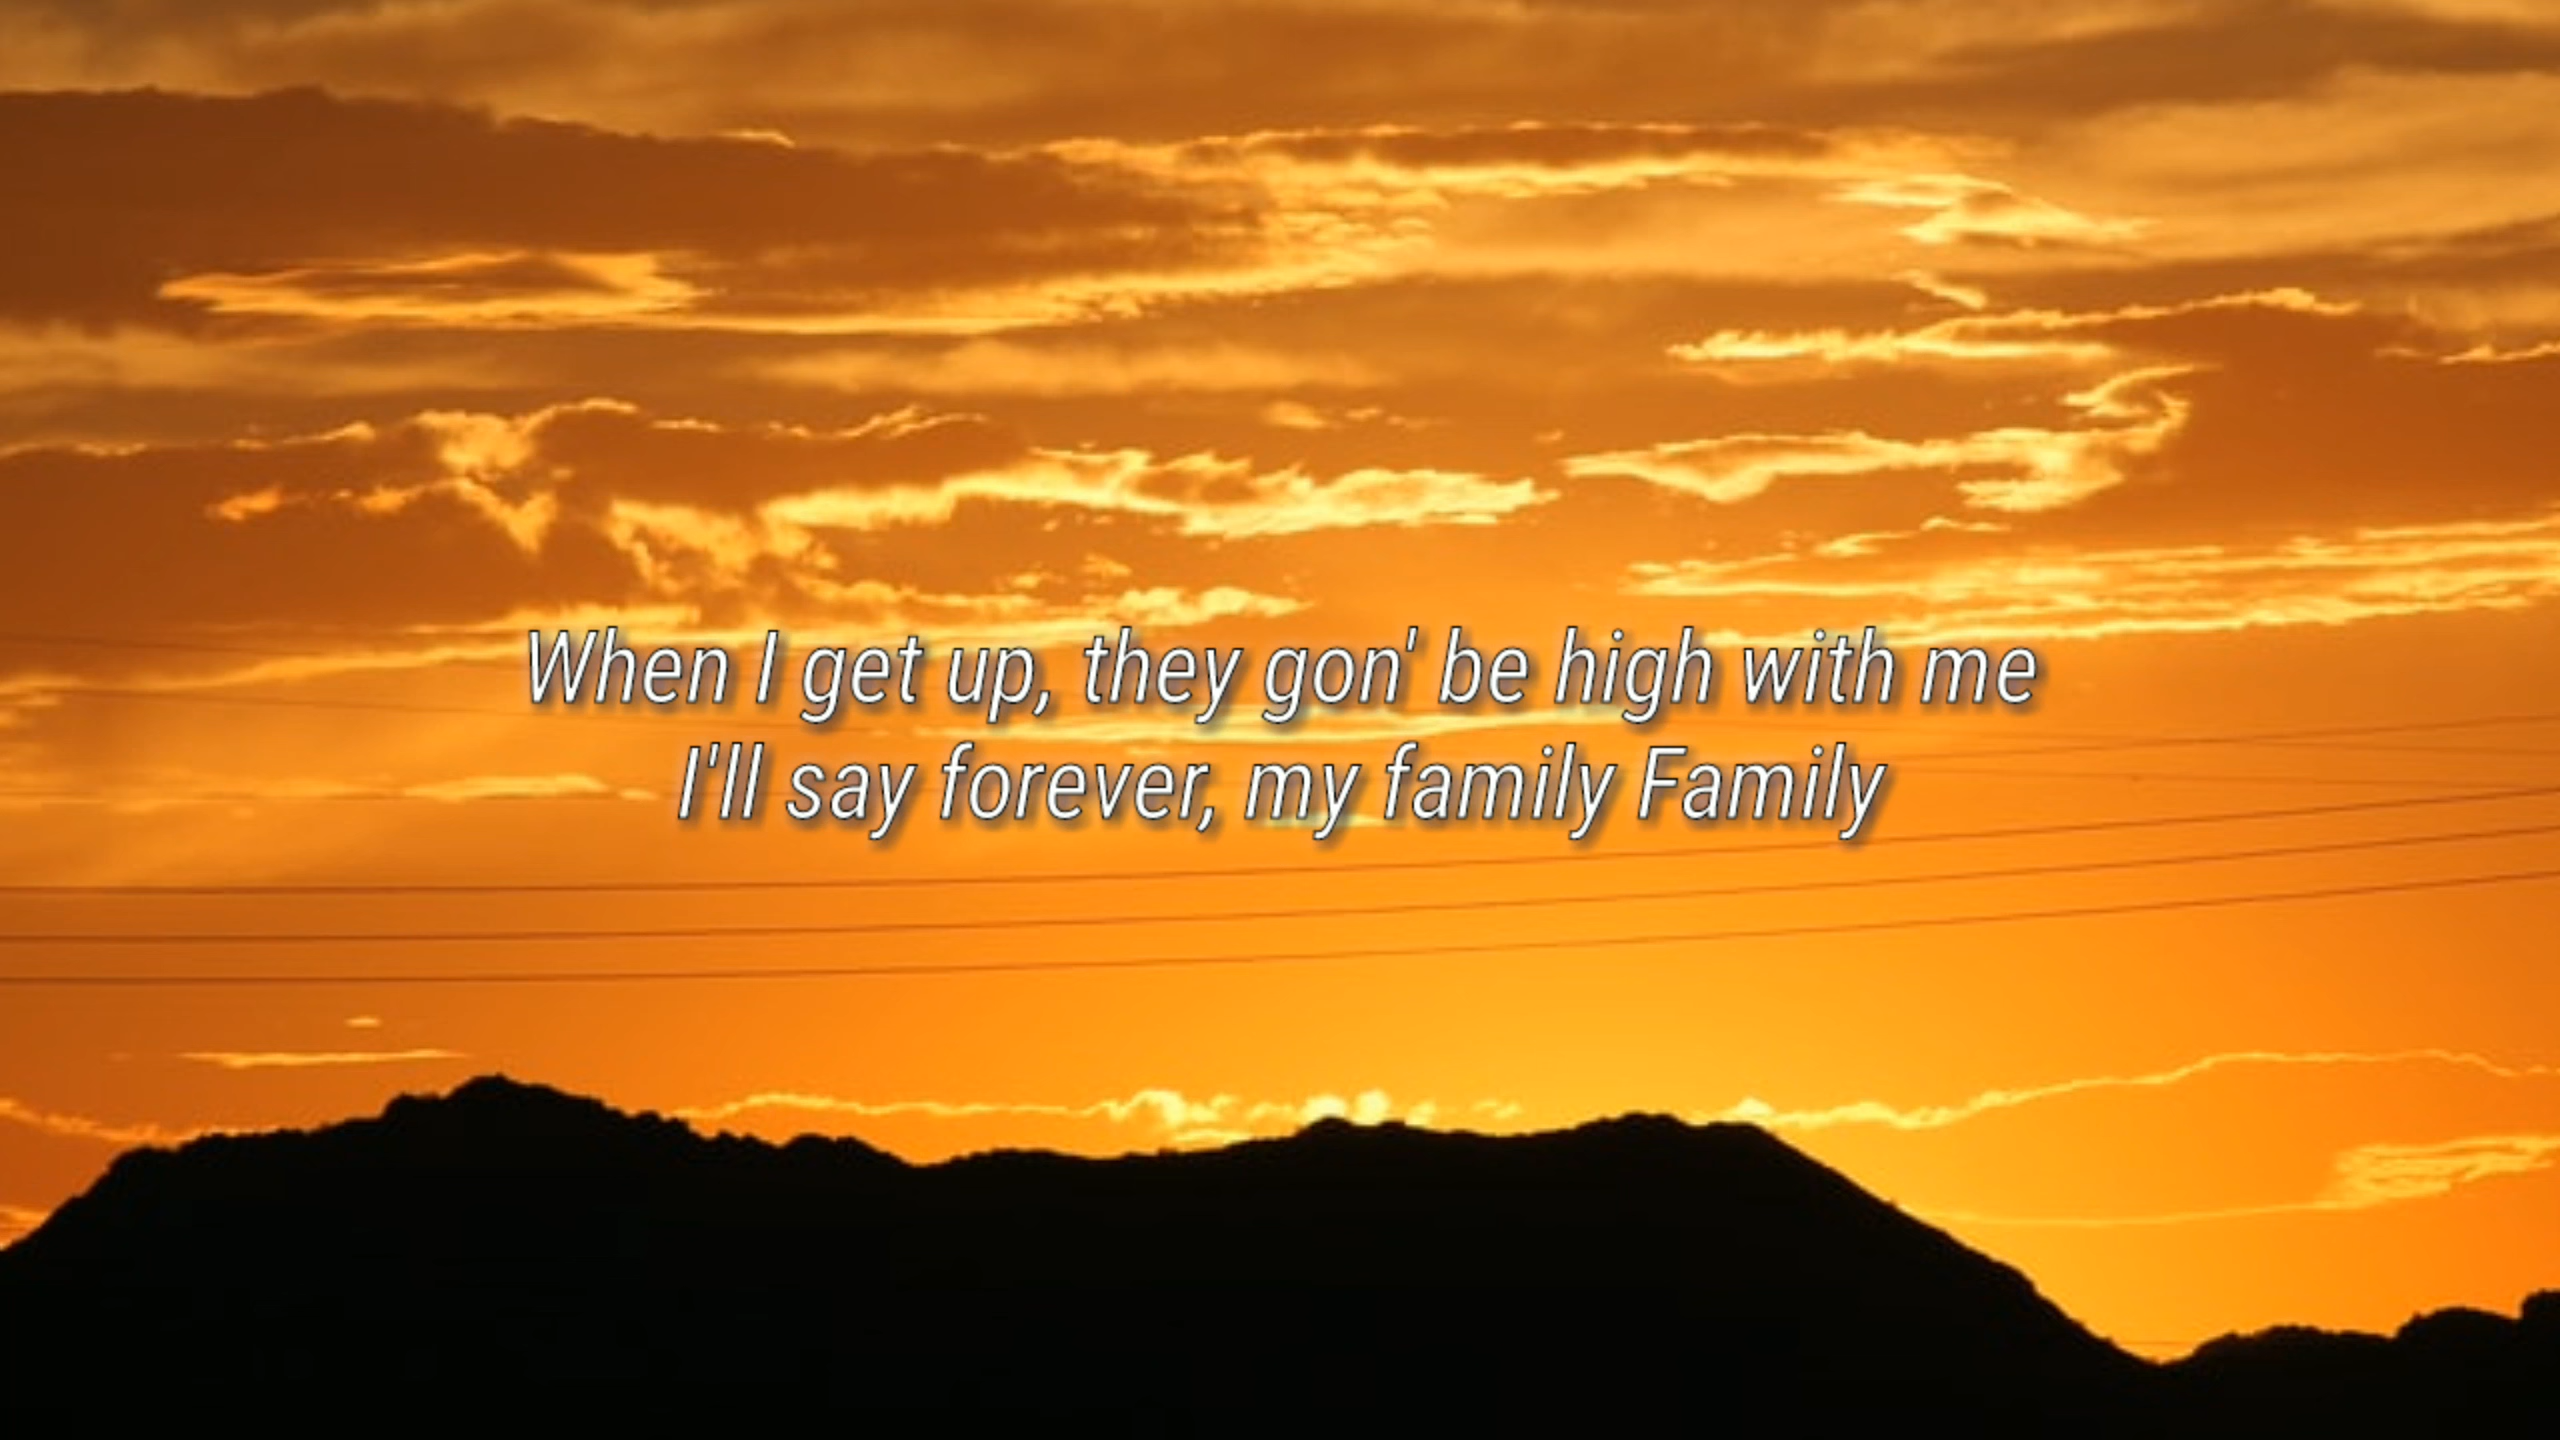 When I get up, they gon' be high with me
I'll say forever, my family Family